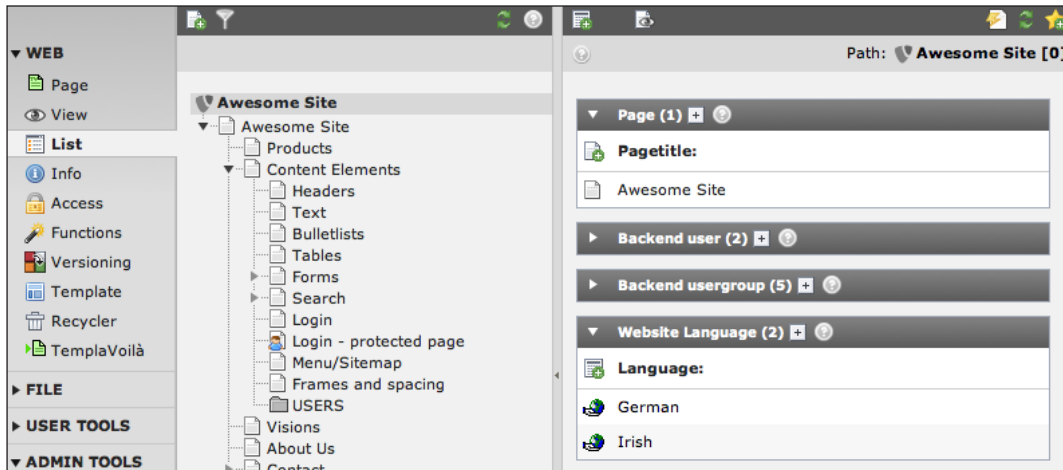 WEB
Page
View
List
Info
Access
Functions
Versioning
Template
Recycler
TemplaVoilà
FILE
USER TOOLS
ADMIN TOOLS
Awesome Site
Awesome Site
Products
Content Elements
Headers
Text
Bulletlists
Tables
Forms
Search
Login
Login - protected page
Menu/Sitemap
Frames and spacing
USERS
Visions
About Us
Contact
Path: Awesome Site [0]
Page (1)
Pagetitle:
Awesome Site
Backend user (2)
Backend usergroup (5)
Website Language (2)
Language:
German
Irish